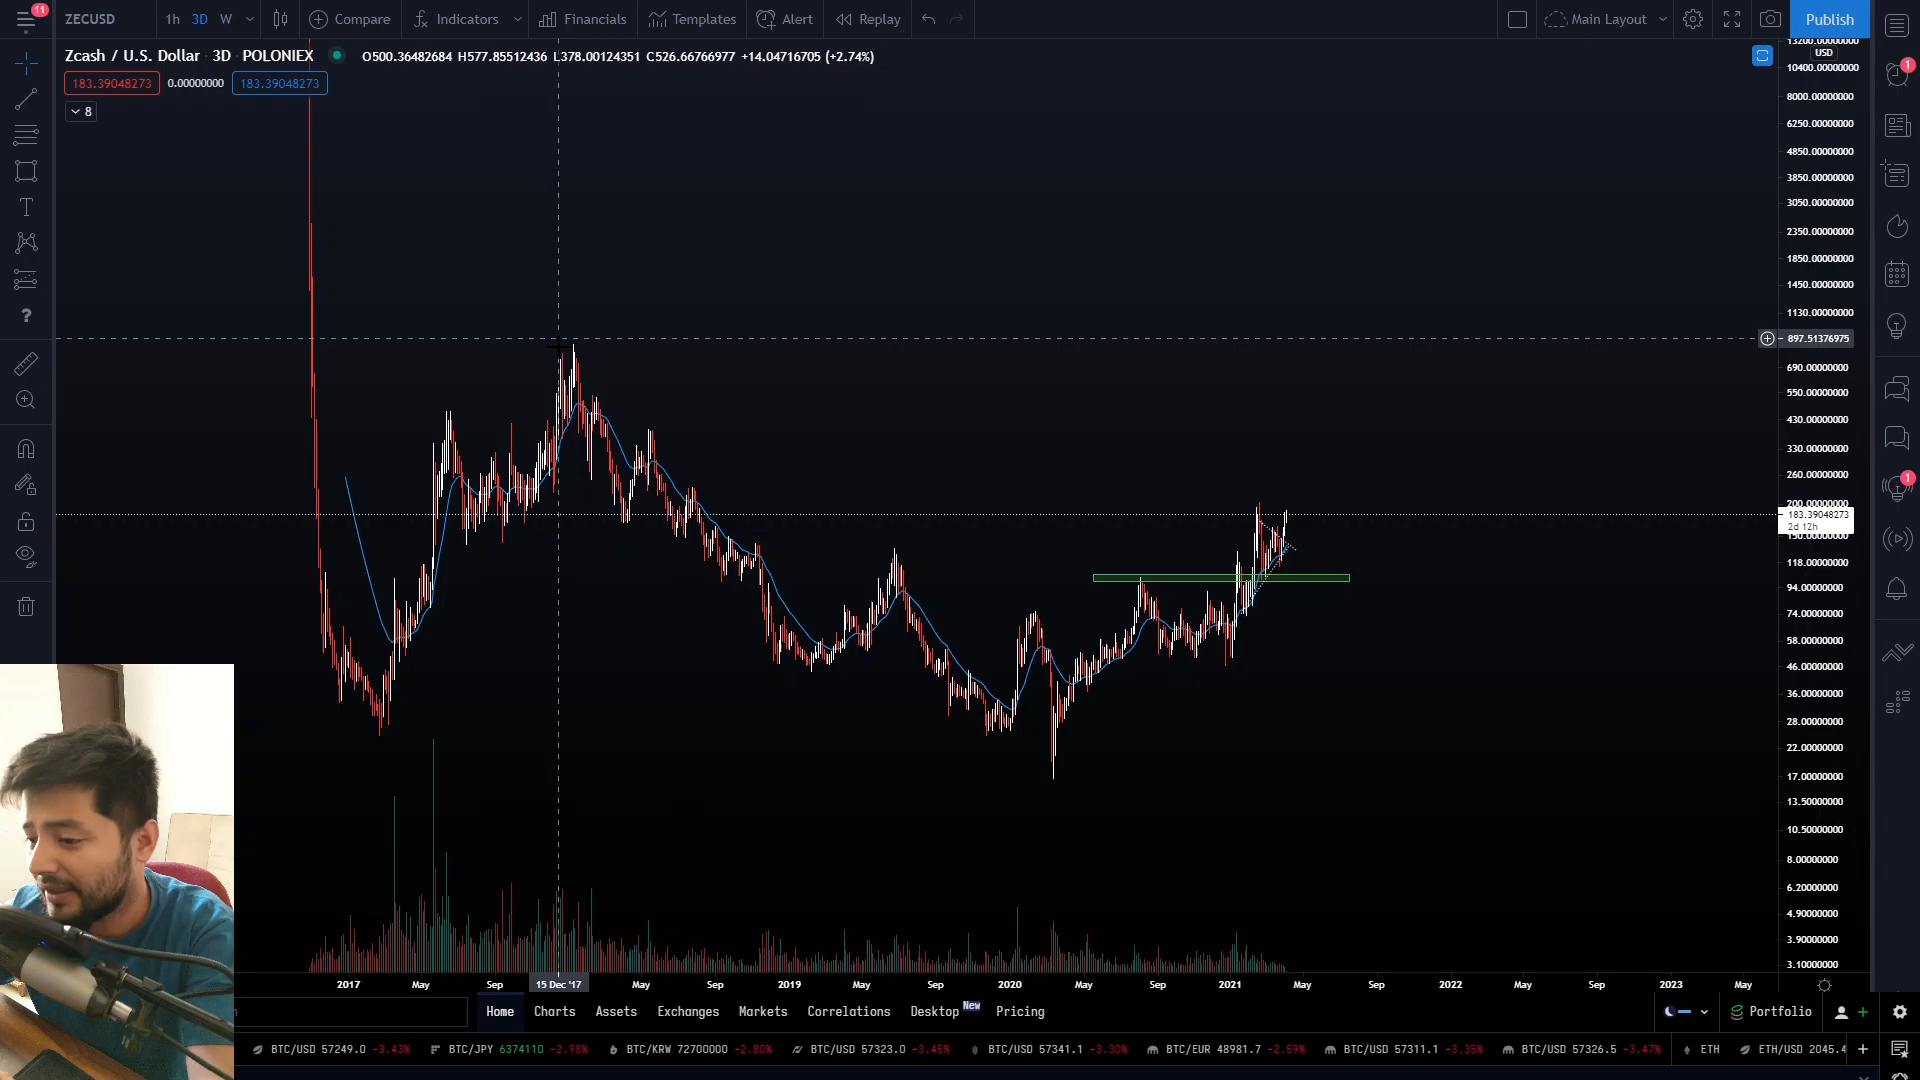 11
ZECUSD
1h 3D W
Compare
Indicators
Financials
Templates
Alert
Replay
Main Layout
Publish
Zcash / U.S. Dollar 3D POLONIEX
O500.36482684 H577.85512436 L378.00124351 C526.66766977 +14.04716705 (+2.74%)
183.39048273 0.00000000 183.39048273
8
T
?
13200.00000000
USD
10400.00000000
8000.00000000
6250.00000000
4850.00000000
3850.00000000
3050.00000000
2350.00000000
1850.00000000
1450.00000000
1130.00000000
897.51376975
690.00000000
550.00000000
430.00000000
330.00000000
260.00000000
200.00000000
183.39048273
2d 12h
150.00000000
118.00000000
94.00000000
74.00000000
58.00000000
46.00000000
36.00000000
28.00000000
22.00000000
17.00000000
13.50000000
10.50000000
8.00000000
6.20000000
4.90000000
3.90000000
3.10000000
1
1
2017 May Sep 15 Dec '17 May Sep 2019 May Sep 2020 May Sep 2021 May Sep 2022 May Sep 2023 May
Home Charts Assets Exchanges Markets Correlations Desktop New Pricing
Portfolio
BTC/USD 57249.0 -3.43% BTC/JPY 6374110 -2.98% BTC/KRW 72700000 -2.80% BTC/USD 57323.0 -3.45% BTC/USD 57341.1 -3.30% BTC/EUR 48981.7 -2.59% BTC/USD 57311.1 -3.35% BTC/USD 57326.5 -3.47% ETH ETH/USD 2045.4